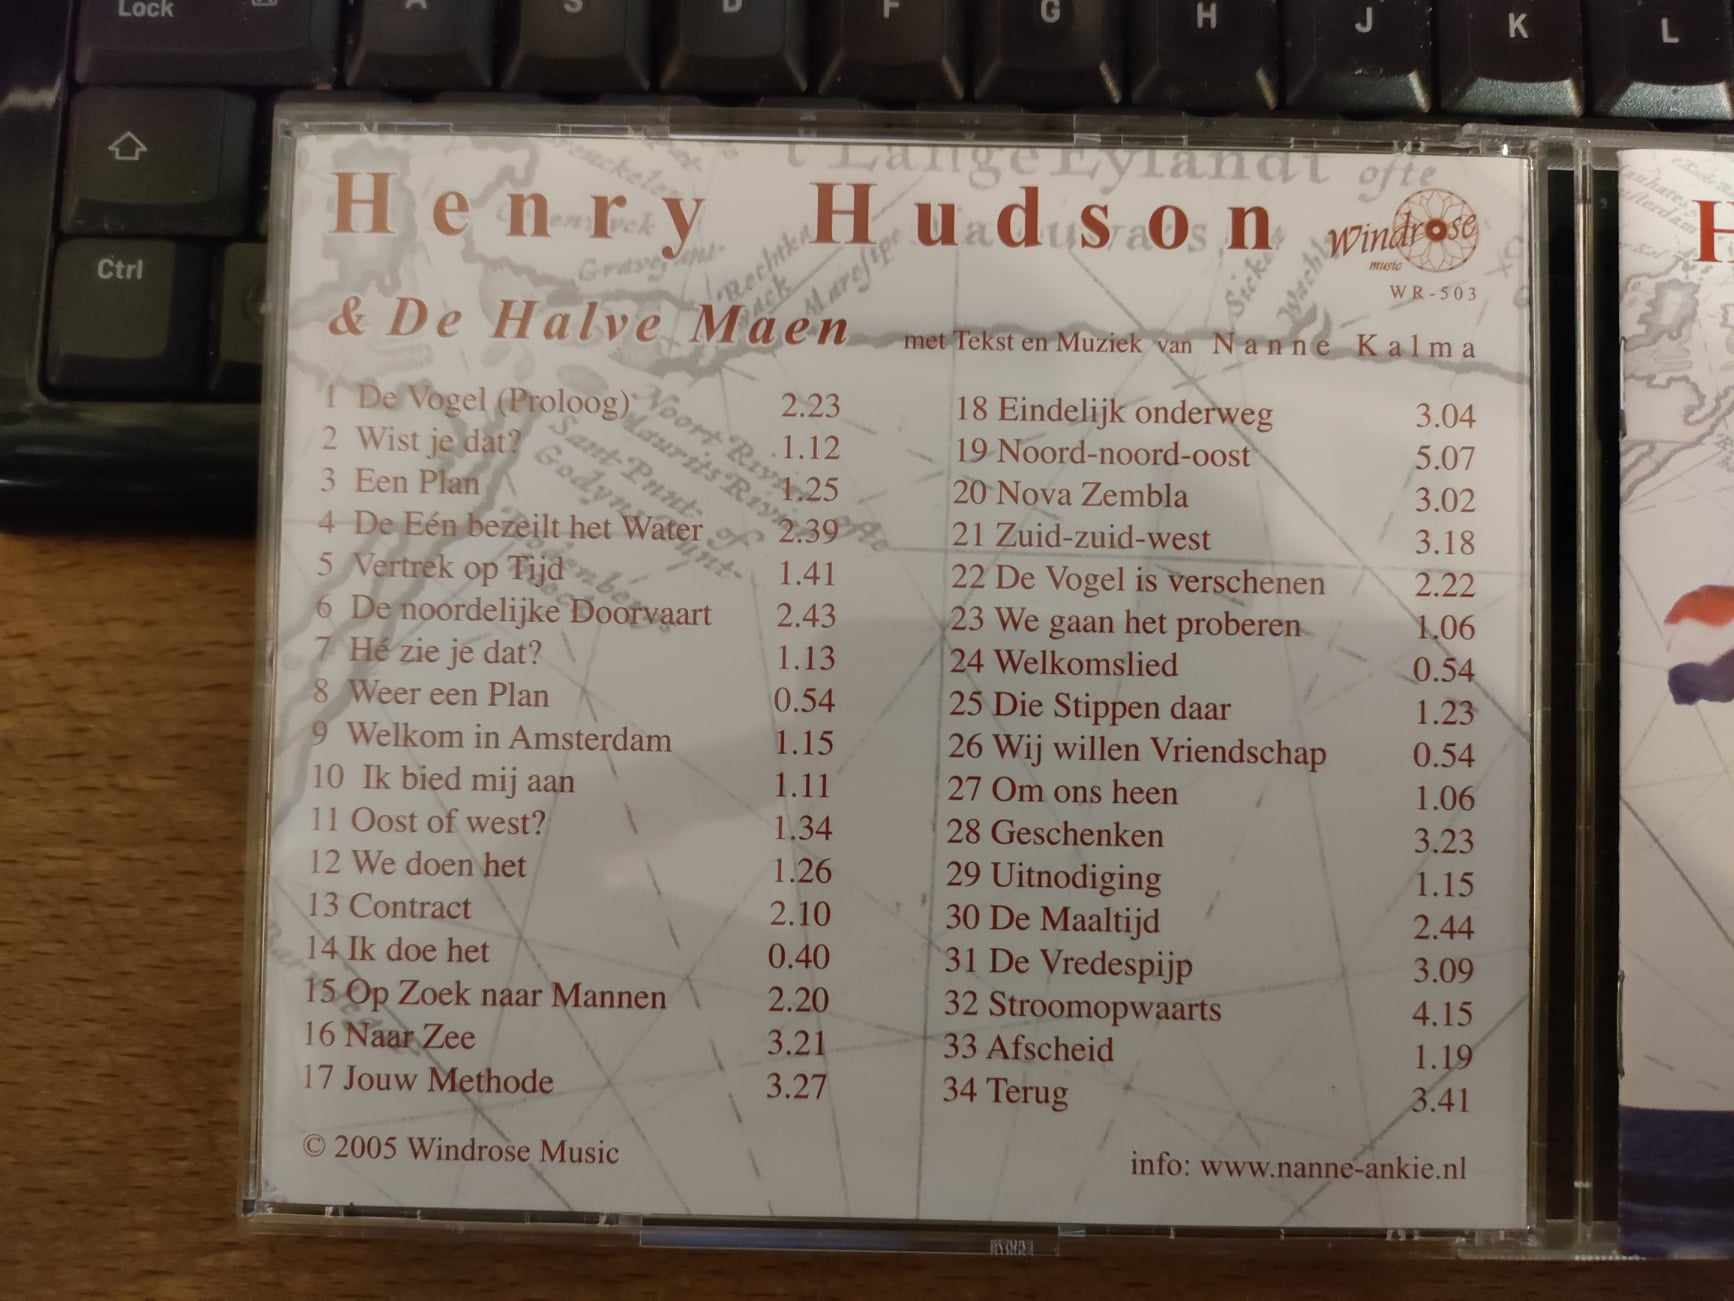 Lock
A
S
D
F
G
H
J
K
L
Ctrl
't Lange Eylandt ofte
Henry Hudson
Windrose
music
WR-503
& De Halve Maen
met Tekst en Muziek van Nanne Kalma
1 De Vogel (Proloog) 2.23
2 Wist je dat? 1.12
3 Een Plan 1.25
4 De Eén bezeilt het Water 2.39
5 Vertrek op Tijd 1.41
6 De noordelijke Doorvaart 2.43
7 Hé zie je dat? 1.13
8 Weer een Plan 0.54
9 Welkom in Amsterdam 1.15
10 Ik bied mij aan 1.11
11 Oost of west? 1.34
12 We doen het 1.26
13 Contract 2.10
14 Ik doe het 0.40
15 Op Zoek naar Mannen 2.20
16 Naar Zee 3.21
17 Jouw Methode 3.27
18 Eindelijk onderweg 3.04
19 Noord-noord-oost 5.07
20 Nova Zembla 3.02
21 Zuid-zuid-west 3.18
22 De Vogel is verschenen 2.22
23 We gaan het proberen 1.06
24 Welkomslied 0.54
25 Die Stippen daar 1.23
26 Wij willen Vriendschap 0.54
27 Om ons heen 1.06
28 Geschenken 3.23
29 Uitnodiging 1.15
30 De Maaltijd 2.44
31 De Vredespijp 3.09
32 Stroomopwaarts 4.15
33 Afscheid 1.19
34 Terug 3.41
© 2005 Windrose Music
info: www.nanne-ankie.nl
H